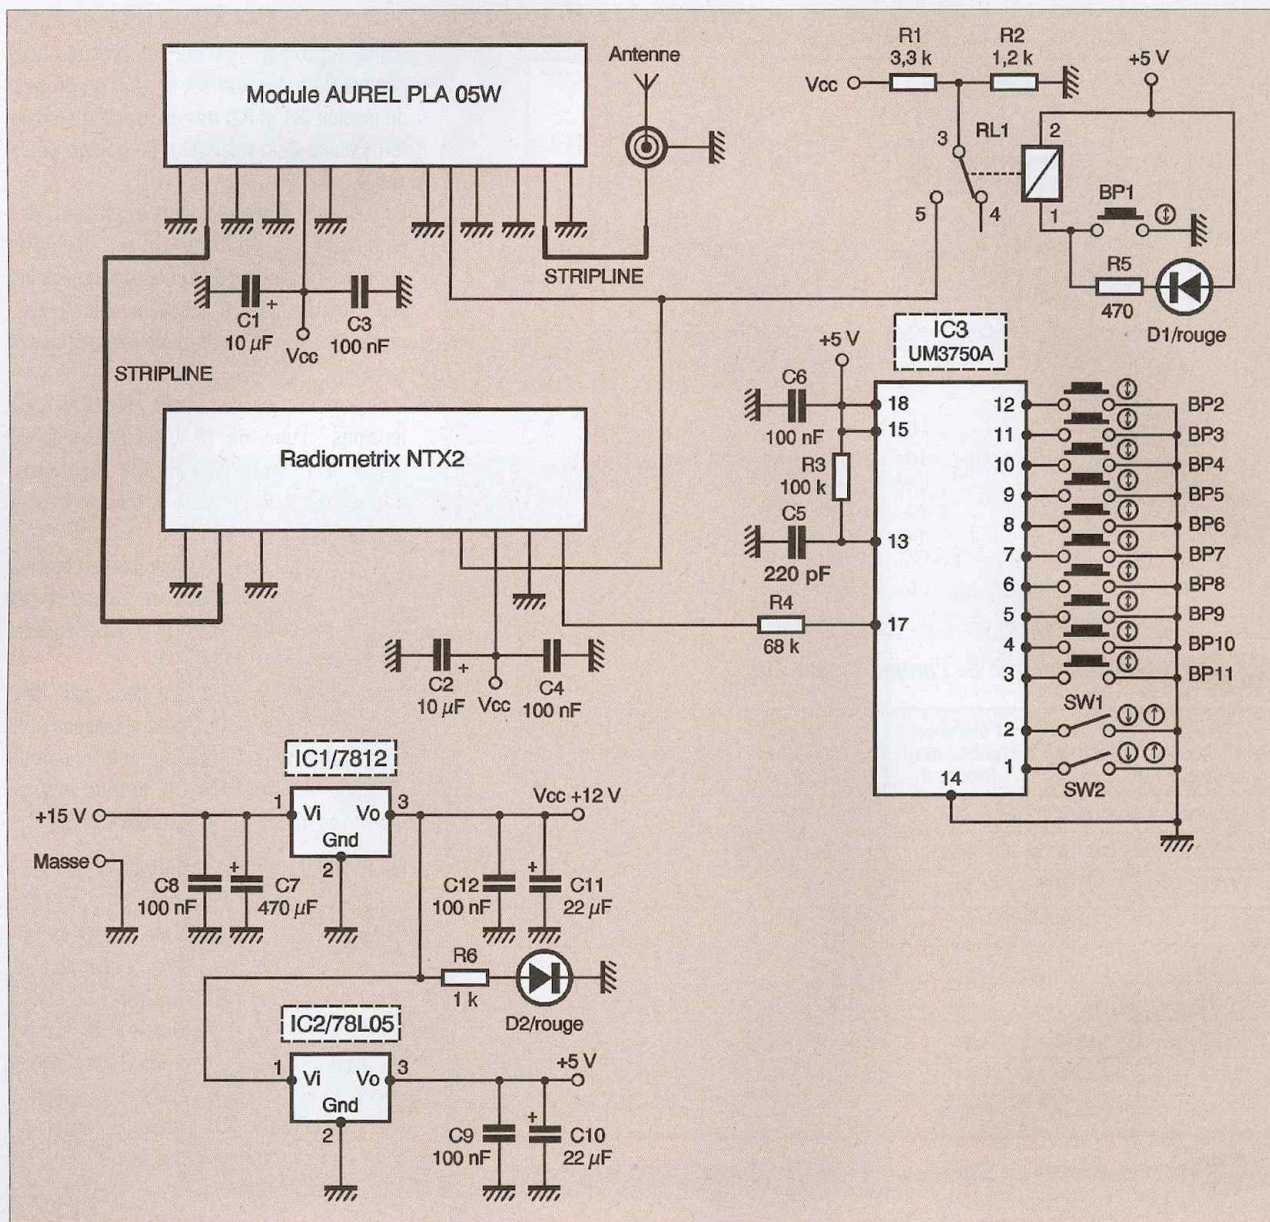 Module AUREL PLA 05W
Antenne
R1
3,3 k
R2
1,2 k
Vcc
+5 V
3
RL1
2
5
4
1
BP1
R5
470
D1/rouge
STRIPLINE
C1
10 µF
+
Vcc
C3
100 nF
STRIPLINE
Radiometrix NTX2
C2
10 µF
+
Vcc
C4
100 nF
+5 V
C6
100 nF
R3
100 k
C5
220 pF
R4
68 k
IC3
UM3750A
18
15
13
17
14
12
BP2
11
BP3
10
BP4
9
BP5
8
BP6
7
BP7
6
BP8
5
BP9
4
BP10
3
BP11
SW1
2
1
SW2
IC1/7812
+15 V
1
Vi
Vo
3
Gnd
2
Vcc +12 V
Masse
C8
100 nF
+
C7
470 µF
C12
100 nF
+
C11
22 µF
R6
1 k
D2/rouge
IC2/78L05
1
Vi
Vo
3
Gnd
2
+5 V
C9
100 nF
+
C10
22 µF